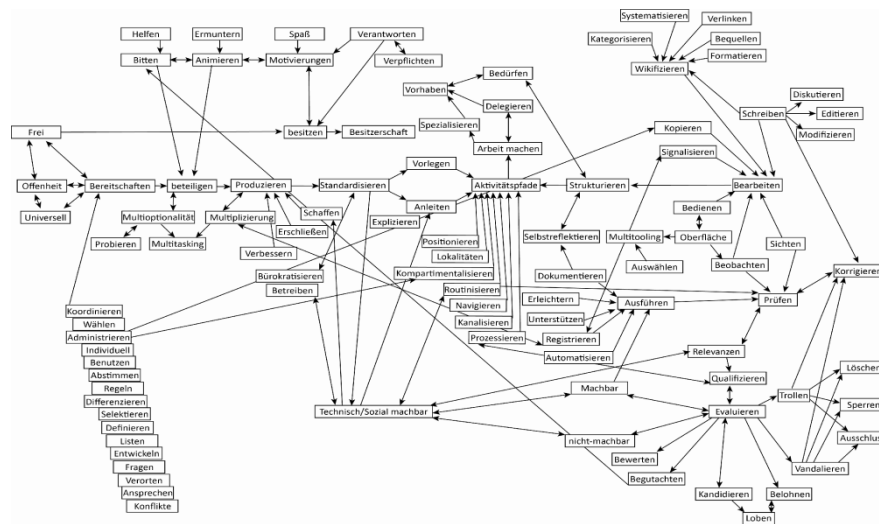 Systematisieren
Verlinken
Helfen
Ermuntern
Spaß
Verantworten
Kategorisieren
Bequellen
Formatieren
Bitten
Animieren
Motivierungen
Verpflichten
Wikifizieren
Bedürfen
Vorhaben
Diskutieren
Delegieren
Schreiben
Editieren
Frei
besitzen
Besitzerschaft
Spezialisieren
Kopieren
Modifizieren
Arbeit machen
Signalisieren
Vorlegen
Offenheit
Bereitschaften
beteiligen
Produzieren
Standardisieren
Aktivitätspfade
Strukturieren
Bearbeiten
Universell
Multioptionalität
Multiplizierung
Schaffen
Anleiten
Explizieren
Bedienen
Erschließen
Probieren
Multitasking
Verbessern
Positionieren
Lokalitäten
Selbstreflektieren
Multitooling
Oberfläche
Sichten
Bürokratisieren
Kompartimentalisieren
Dokumentieren
Auswählen
Beobachten
Korrigieren
Betreiben
Routinisieren
Prüfen
Koordinieren
Navigieren
Erleichtern
Ausführen
Wählen
Kanalisieren
Unterstützen
Administrieren
Prozessieren
Registrieren
Individuell
Automatisieren
Relevanzen
Benutzen
Abstimmen
Qualifizieren
Löschen
Regeln
Machbar
Trollen
Differenzieren
Sperren
Selektieren
Technisch/Sozial machbar
Evaluieren
Definieren
Listen
nicht-machbar
Ausschlus
Entwickeln
Bewerten
Fragen
Begutachten
Vandalieren
Verorten
Ansprechen
Kandidieren
Belohnen
Konflikte
Loben